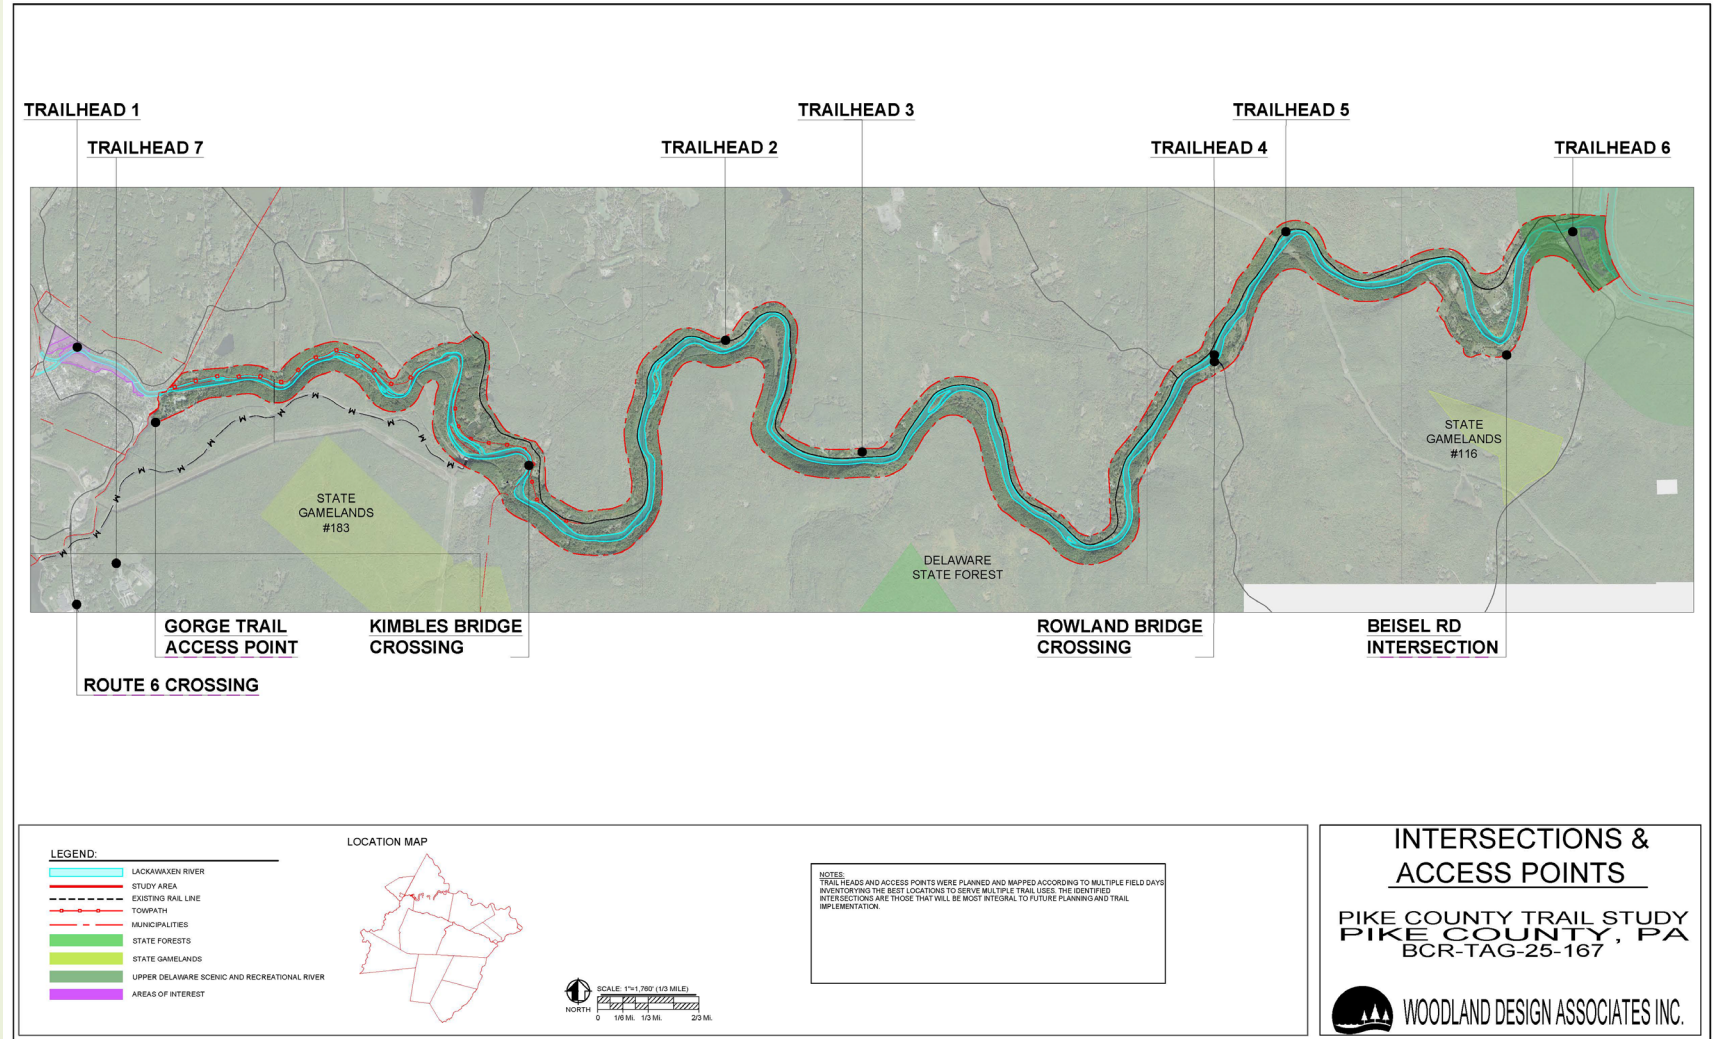 TRAILHEAD 1
TRAILHEAD 3
TRAILHEAD 5
TRAILHEAD 7
TRAILHEAD 2
TRAILHEAD 4
TRAILHEAD 6
STATE
GAMELANDS
#116
STATE
GAMELANDS
#183
DELAWARE
STATE FOREST
GORGE TRAIL
ACCESS POINT
KIMBLES BRIDGE
CROSSING
ROWLAND BRIDGE
CROSSING
BEISEL RD
INTERSECTION
ROUTE 6 CROSSING
LEGEND:
LACKAWAXEN RIVER
STUDY AREA
EXISTING RAIL LINE
TOWPATH
MUNICIPALITIES
STATE FORESTS
STATE GAMELANDS
UPPER DELAWARE SCENIC AND RECREATIONAL RIVER
AREAS OF INTEREST
LOCATION MAP
NORTH
SCALE: 1"=1,760' (1/3 MILE)
0 1/6 Mi. 1/3 Mi. 2/3 Mi.
NOTES:
TRAIL HEADS AND ACCESS POINTS WERE PLANNED AND MAPPED ACCORDING TO MULTIPLE FIELD DAYS
INVENTORYING THE BEST LOCATIONS TO SERVE MULTIPLE TRAIL USES. THE IDENTIFIED
INTERSECTIONS ARE THOSE THAT WILL BE MOST INTEGRAL TO FUTURE PLANNING AND TRAIL
IMPLEMENTATION.
INTERSECTIONS &
ACCESS POINTS
PIKE COUNTY TRAIL STUDY
PIKE COUNTY, PA
BCR-TAG-25-167
WOODLAND DESIGN ASSOCIATES INC.